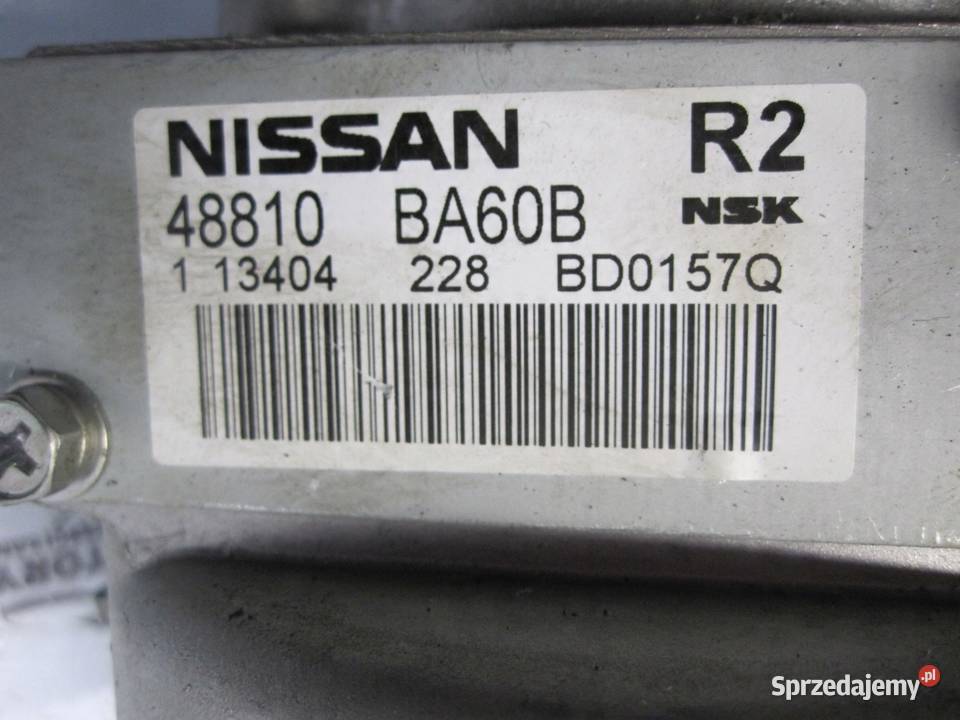 NISSAN R2
48810 BA60B NSK
1 13404 228 BD0157Q
Sprzedajemy.pl